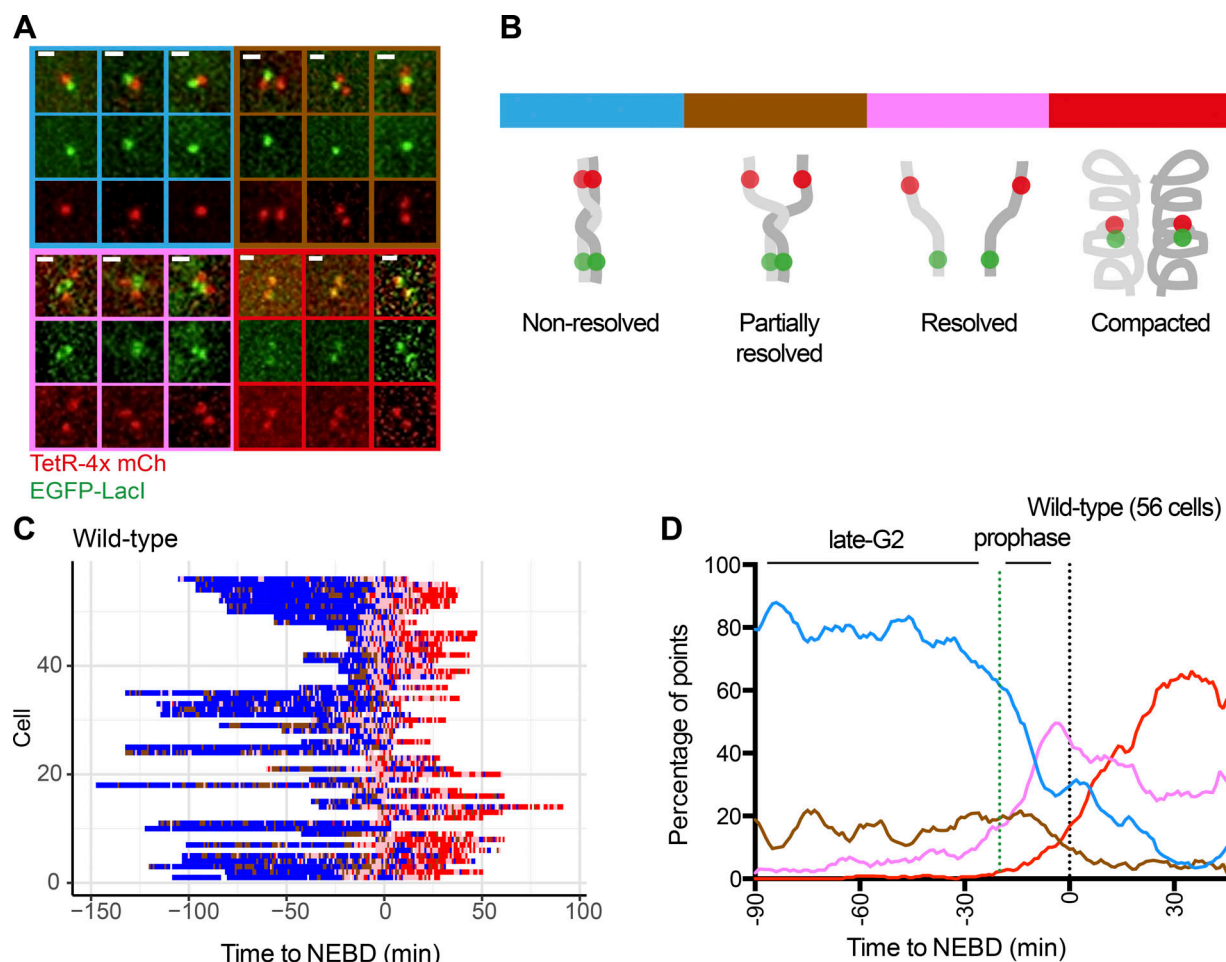 A
TetR-4x mCh
EGFP-LacI
B
Non-resolved
Partially
resolved
Resolved
Compacted
C
Wild-type
Cell
40
20
0
−150
−100
−50
0
50
100
Time to NEBD (min)
D
Wild-type (56 cells)
late-G2
prophase
Percentage of points
100
80
60
40
20
0
-90
-60
-30
0
30
Time to NEBD (min)